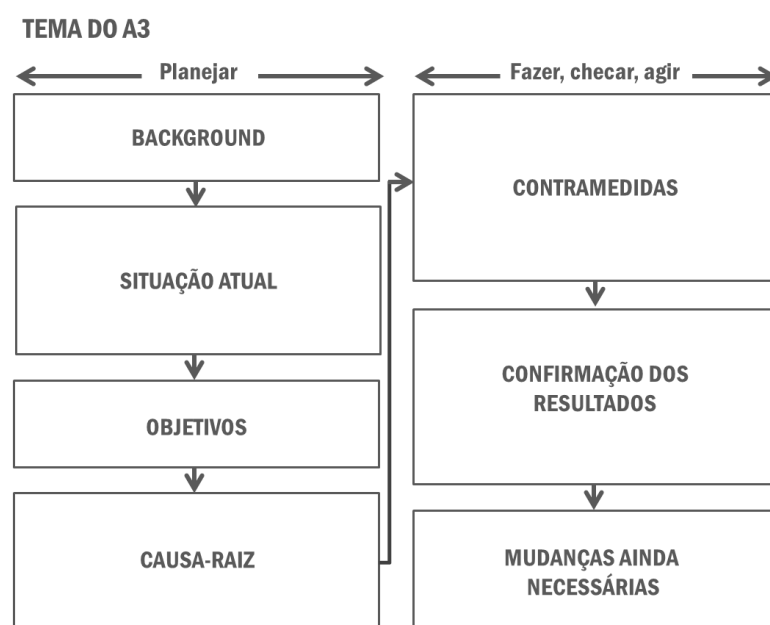 TEMA DO A3
Planejar
BACKGROUND
SITUAÇÃO ATUAL
OBJETIVOS
CAUSA-RAIZ
Fazer, checar, agir
CONTRAMEDIDAS
CONFIRMAÇÃO DOS
RESULTADOS
MUDANÇAS AINDA
NECESSÁRIAS